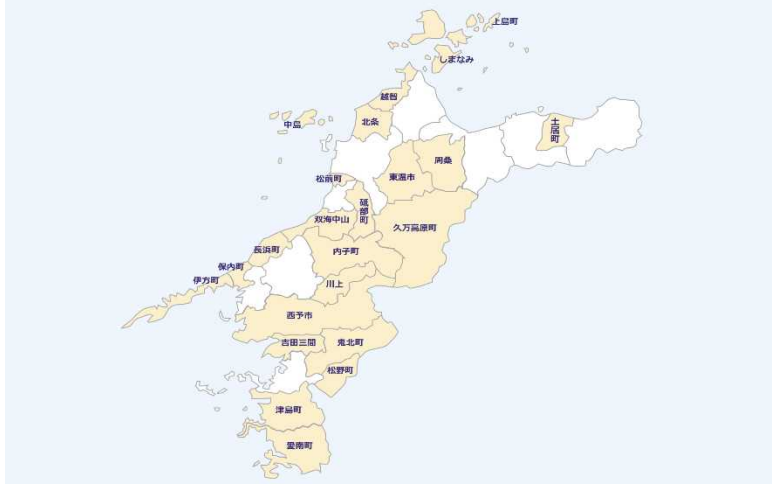 上島町
しまなみ
越智
北条
中島
土居町
周桑
東温市
松前町
砥部町
双海中山
久万高原町
長浜町
内子町
保内町
伊方町
川上
西予市
吉田三間
鬼北町
松野町
津島町
愛南町